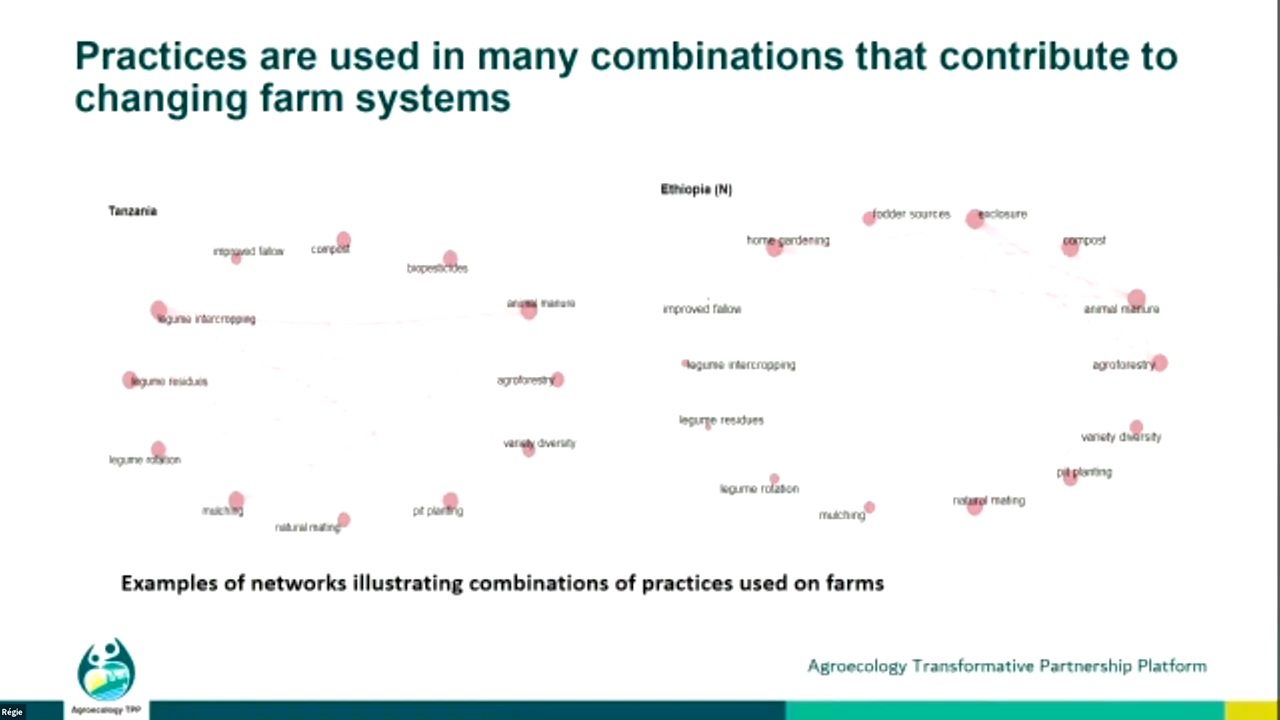 Practices are used in many combinations that contribute to
changing farm systems
Tanzania
improved fallow
compost
biopesticides
legume intercropping
animal manure
legume residues
agroforestry
legume rotation
variety diversity
mulching
natural mating
pit planting
Ethiopia (N)
fodder sources
exclosure
home gardening
compost
improved fallow
animal manure
legume intercropping
agroforestry
legume residues
variety diversity
legume rotation
pit planting
mulching
natural mating
Examples of networks illustrating combinations of practices used on farms
Agroecology Transformative Partnership Platform
Agroecology TPP
Régie